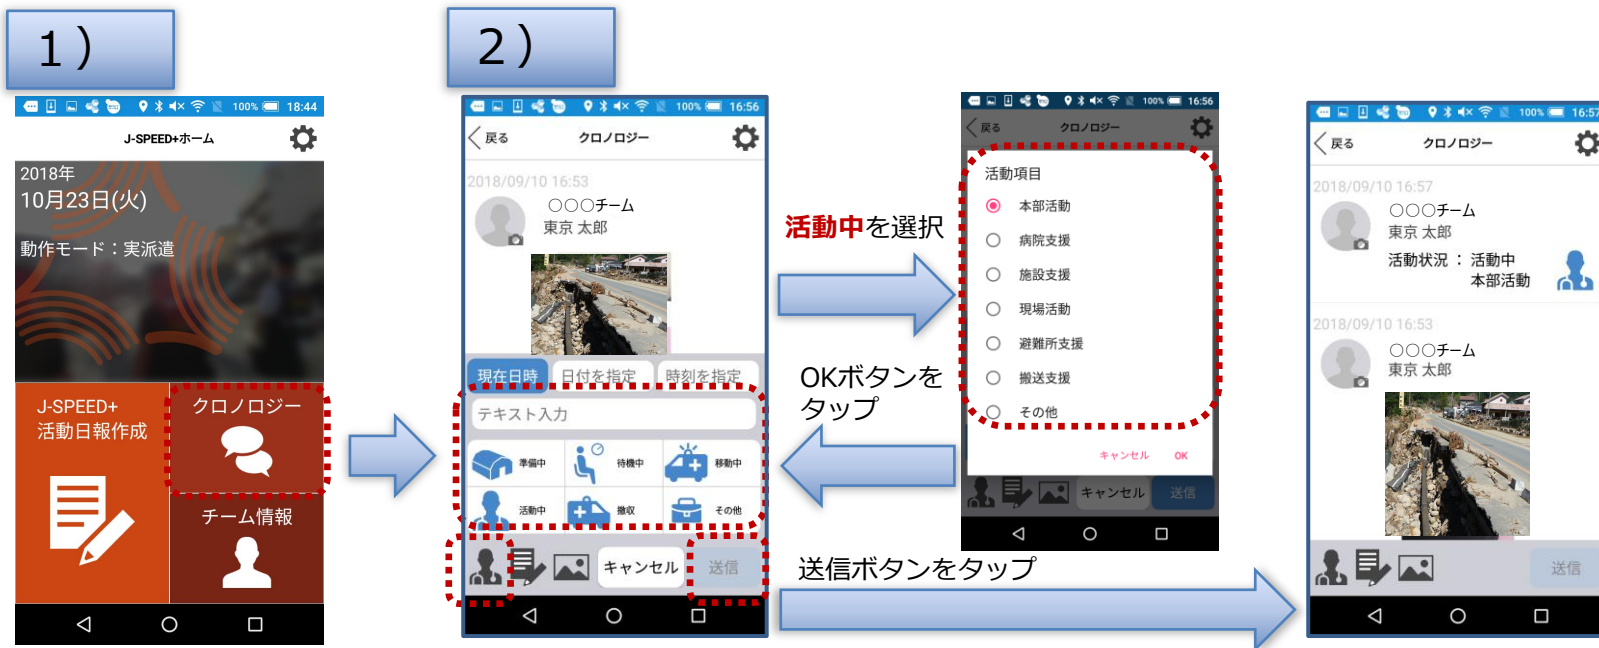 1）
2）
100% 18:44
J-SPEED+ホーム
2018年
10月23日(火)
動作モード：実派遣
J-SPEED+
活動日報作成
クロノロジー
チーム情報
100% 16:56
戻る
クロノロジー
2018/09/10 16:53
〇〇〇チーム
東京 太郎
現在日時
日付を指定
時刻を指定
テキスト入力
準備中
待機中
移動中
活動中
撤収
その他
キャンセル
送信
活動中を選択
OKボタンを
タップ
送信ボタンをタップ
100% 16:56
戻る
クロノロジー
活動項目
本部活動
病院支援
施設支援
現場活動
避難所支援
搬送支援
その他
キャンセル
OK
キャンセル
送信
100% 16:57
戻る
クロノロジー
2018/09/10 16:57
〇〇〇チーム
東京 太郎
活動状況 ： 活動中
本部活動
2018/09/10 16:53
〇〇〇チーム
東京 太郎
送信